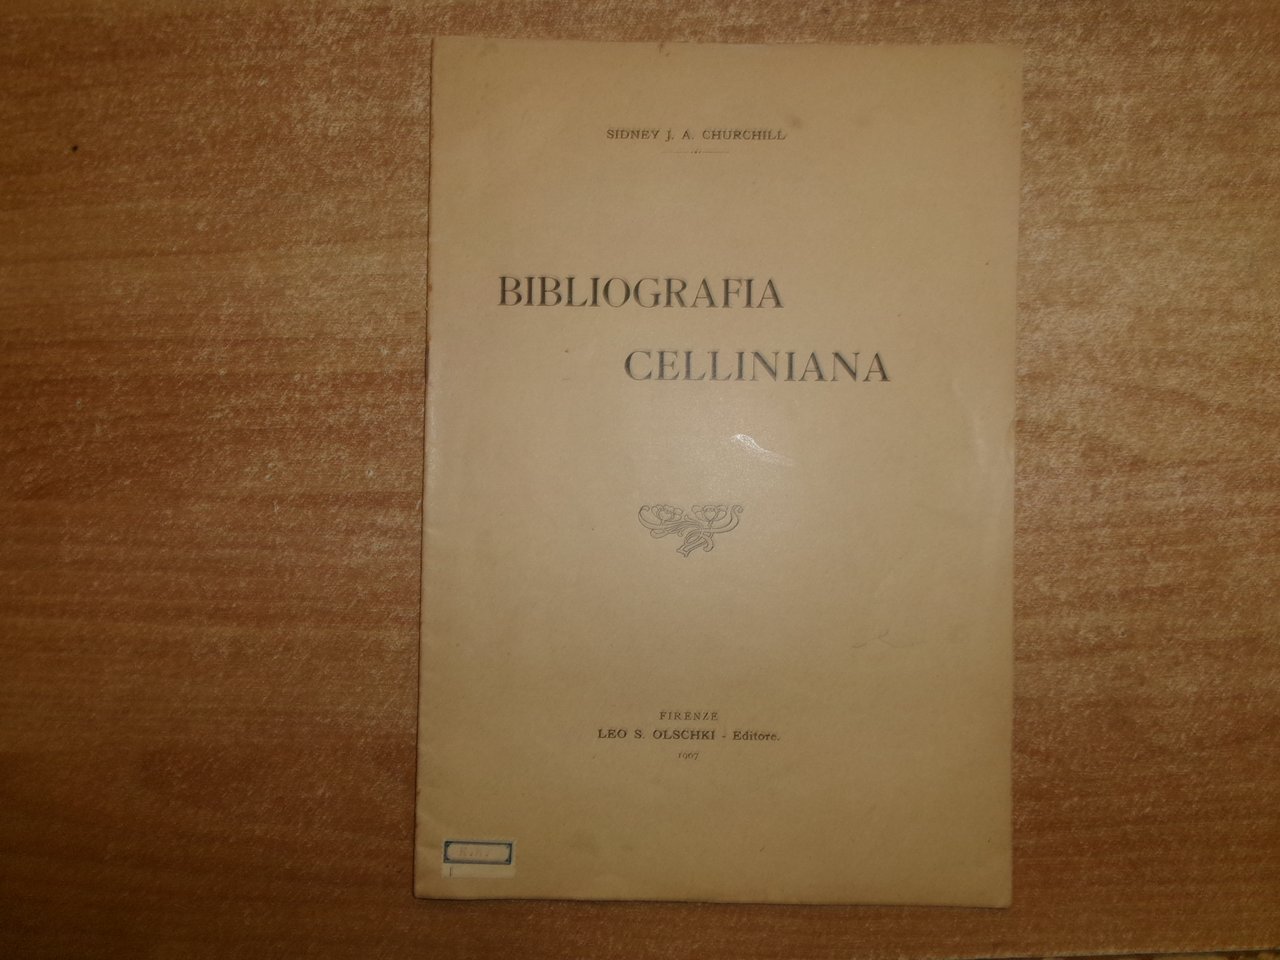 SIDNEY J. A. CHURCHILL
BIBLIOGRAFIA
CELLINIANA
FIRENZE
LEO S. OLSCHKI - Editore.
1907